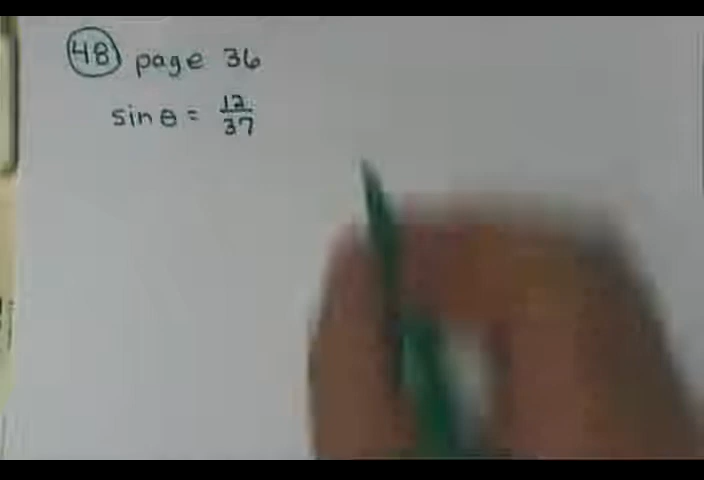 48 page 36
sin θ = 12/37